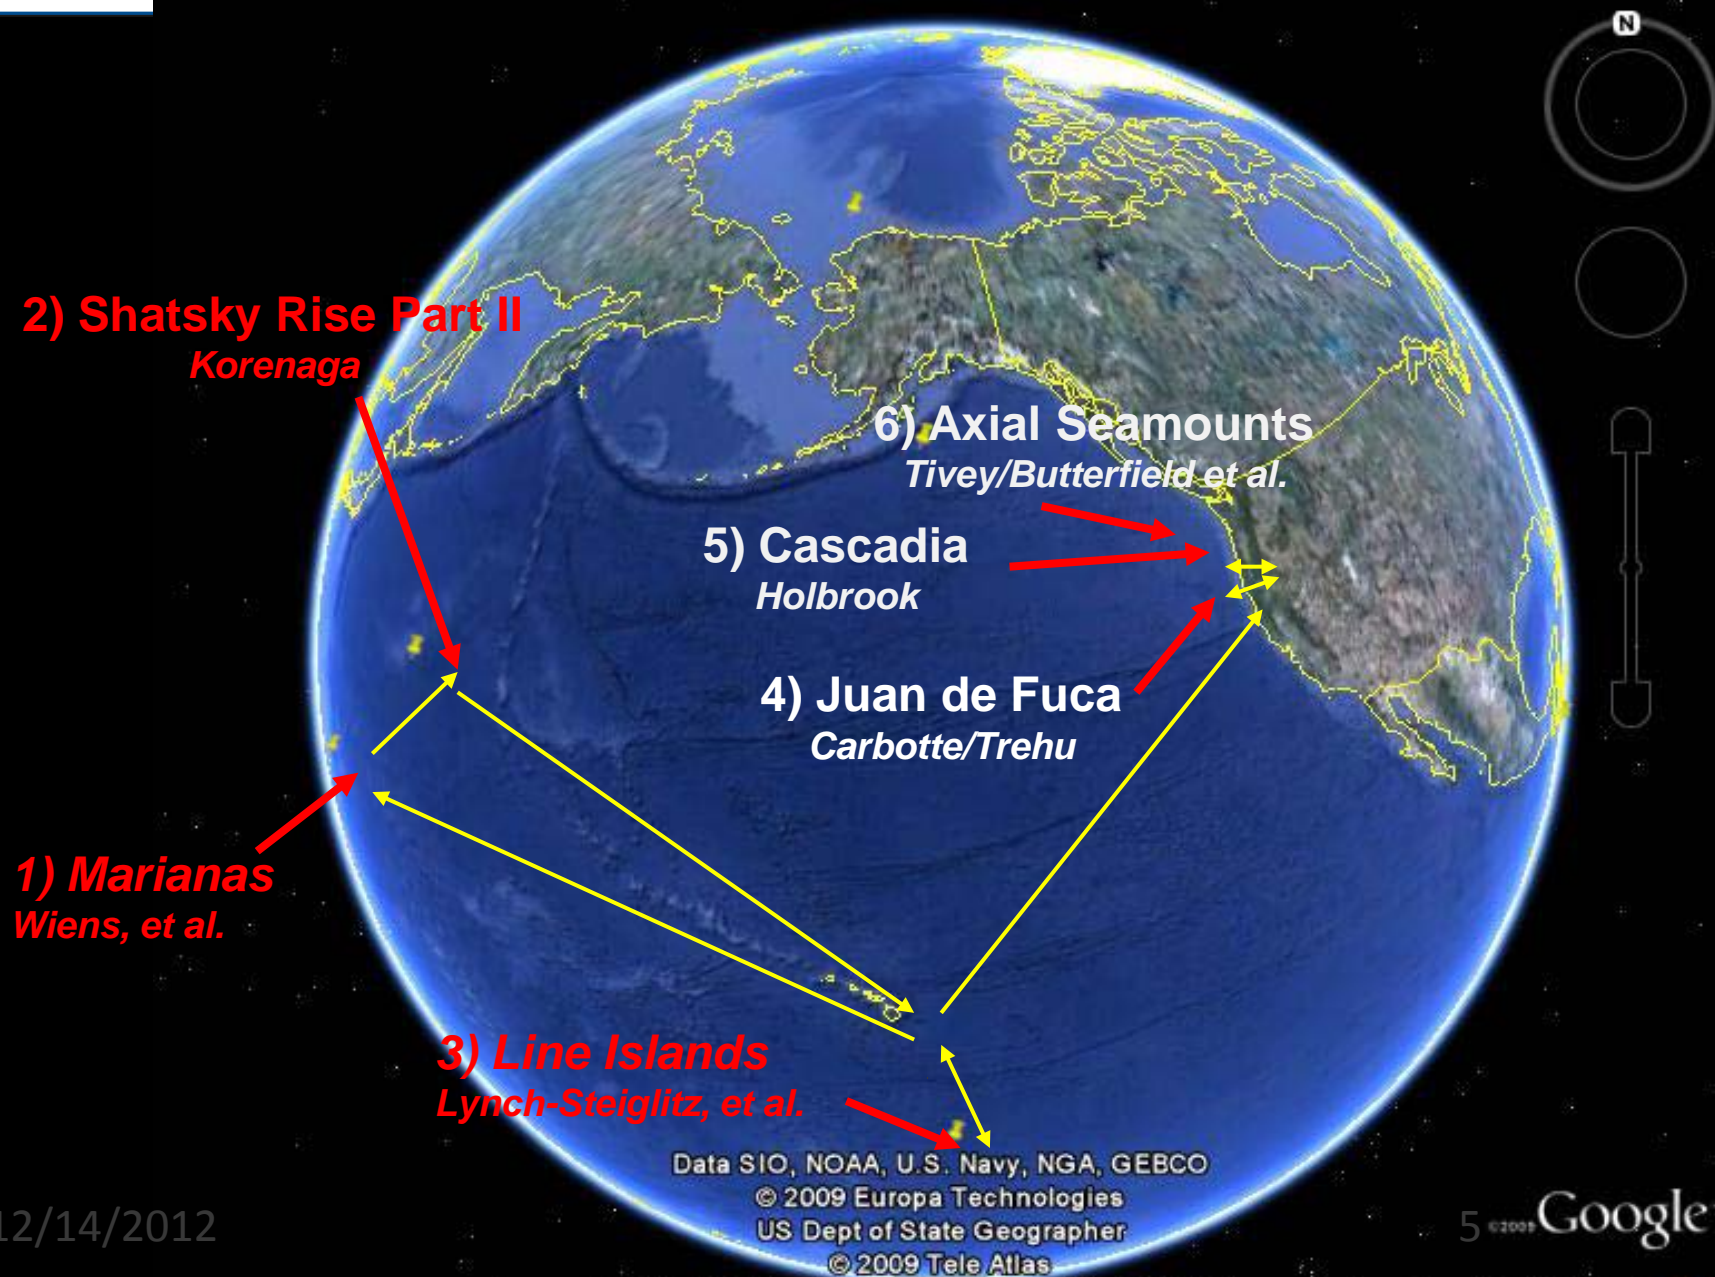 N
2) Shatsky Rise Part II
Korenaga
6) Axial Seamounts
Tivey/Butterfield et al.
5) Cascadia
Holbrook
4) Juan de Fuca
Carbotte/Trehu
1) Marianas
Wiens, et al.
3) Line Islands
Lynch-Steiglitz, et al.
Data SIO, NOAA, U.S. Navy, NGA, GEBCO
© 2009 Europa Technologies
US Dept of State Geographer
© 2009 Tele Atlas
12/14/2012
5
©2009 Google